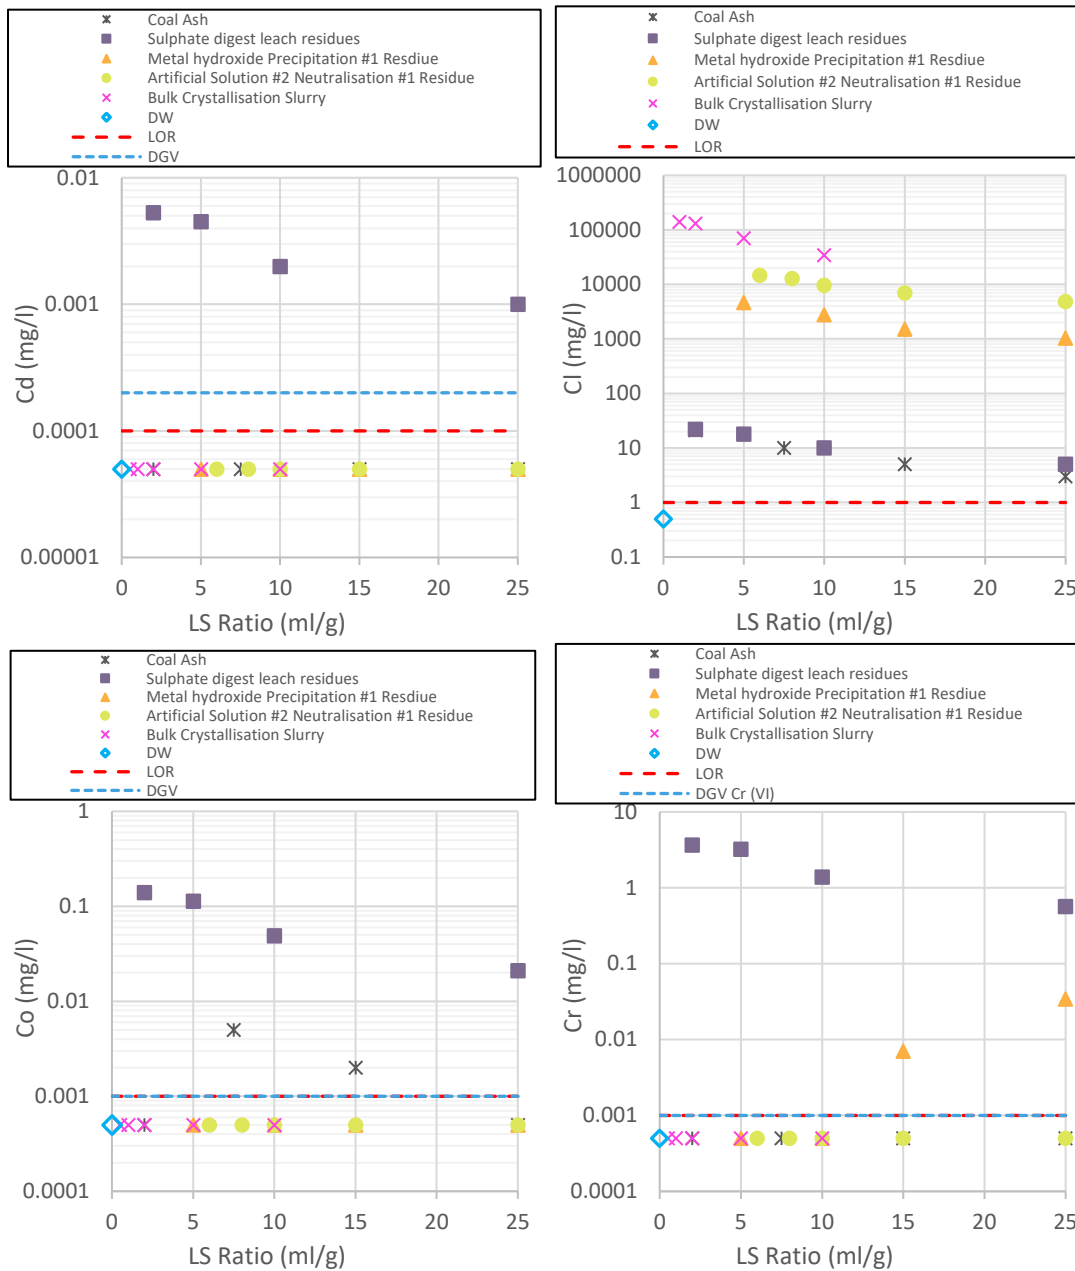 Coal Ash
Sulphate digest leach residues
Metal hydroxide Precipitation #1 Resdiue
Artificial Solution #2 Neutralisation #1 Residue
Bulk Crystallisation Slurry
DW
LOR
DGV
0.01
0.001
0.0001
0.00001
Cd (mg/l)
0 5 10 15 20 25
LS Ratio (ml/g)
Coal Ash
Sulphate digest leach residues
Metal hydroxide Precipitation #1 Resdiue
Artificial Solution #2 Neutralisation #1 Residue
Bulk Crystallisation Slurry
DW
LOR
1000000
100000
10000
1000
100
10
1
0.1
Cl (mg/l)
0 5 10 15 20 25
LS Ratio (ml/g)
Coal Ash
Sulphate digest leach residues
Metal hydroxide Precipitation #1 Resdiue
Artificial Solution #2 Neutralisation #1 Residue
Bulk Crystallisation Slurry
DW
LOR
DGV
1
0.1
0.01
0.001
0.0001
Co (mg/l)
0 5 10 15 20 25
LS Ratio (ml/g)
Coal Ash
Sulphate digest leach residues
Metal hydroxide Precipitation #1 Resdiue
Artificial Solution #2 Neutralisation #1 Residue
Bulk Crystallisation Slurry
DW
LOR
DGV Cr (VI)
10
1
0.1
0.01
0.001
0.0001
Cr (mg/l)
0 5 10 15 20 25
LS Ratio (ml/g)